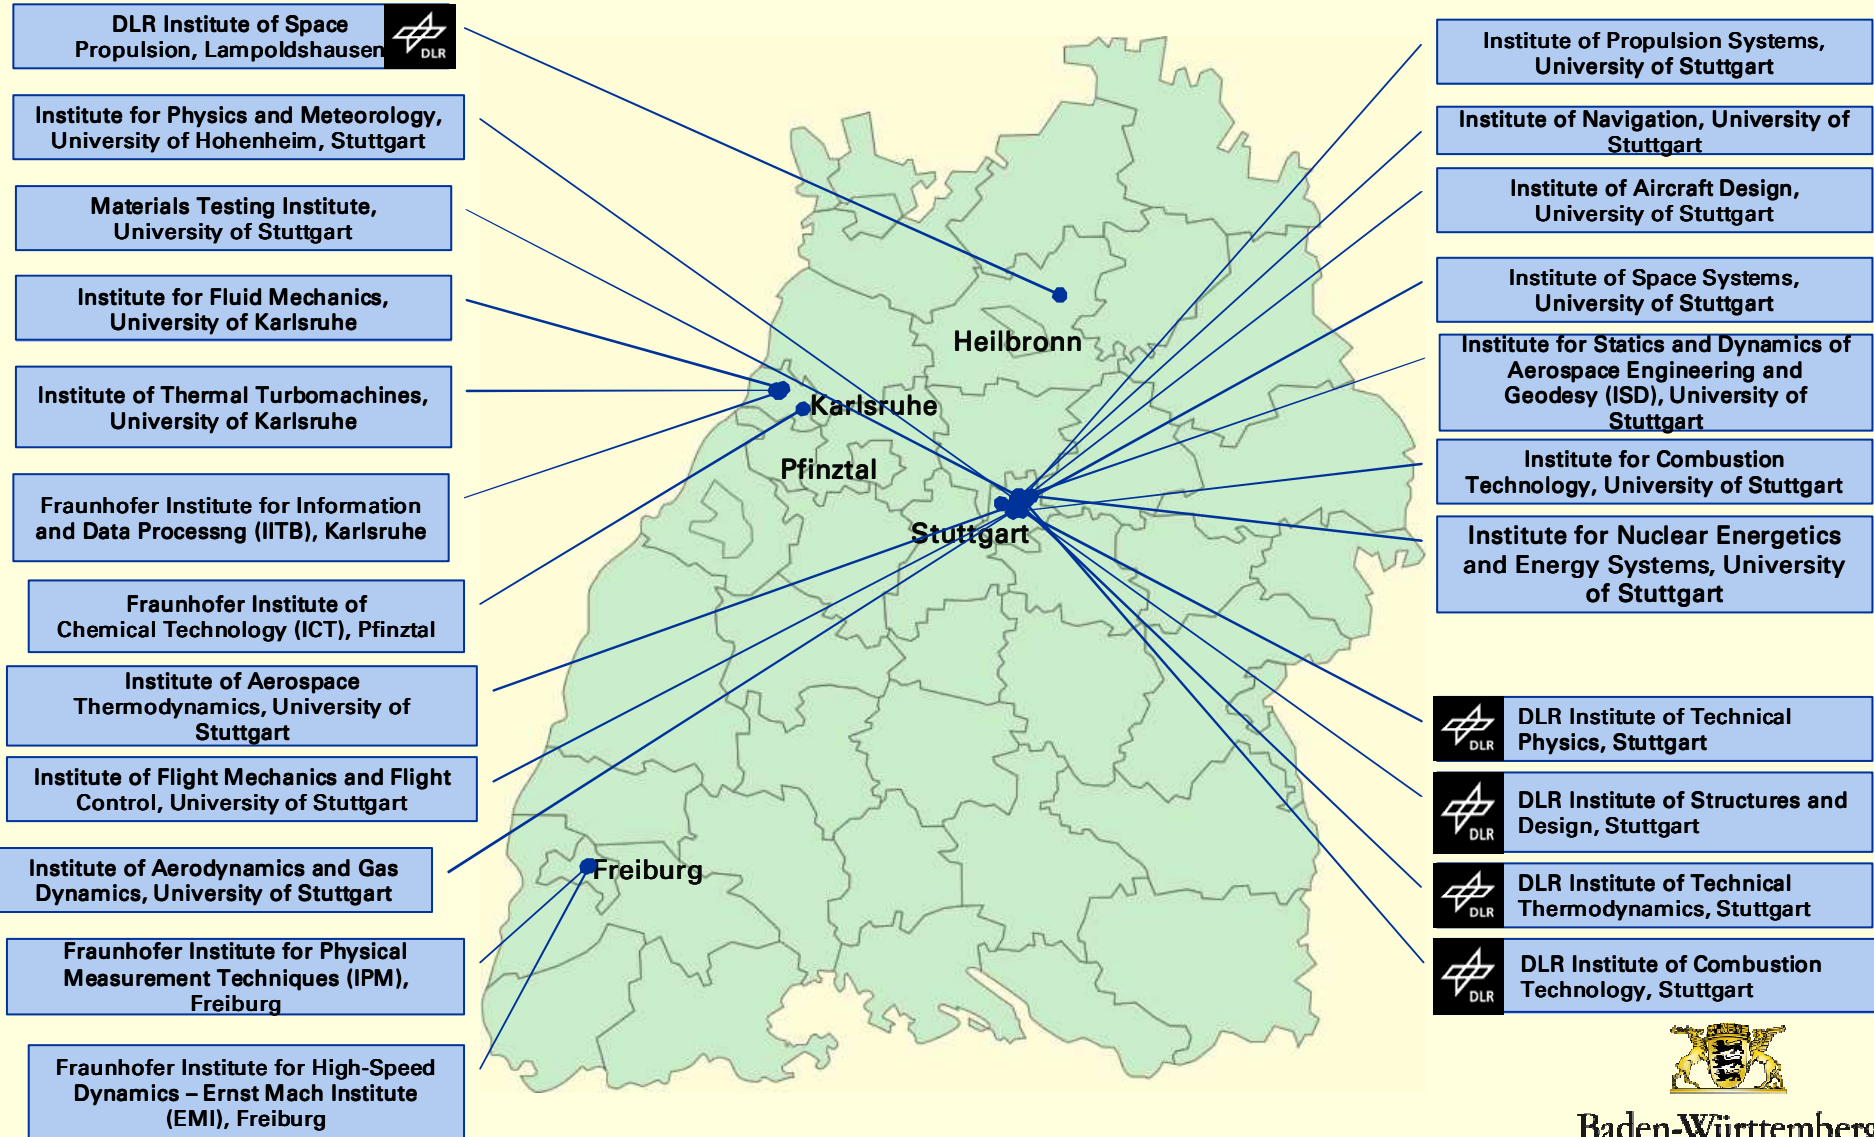 DLR Institute of Space
Propulsion, Lampoldshausen
DLR
Institute for Physics and Meteorology,
University of Hohenheim, Stuttgart
Materials Testing Institute,
University of Stuttgart
Institute for Fluid Mechanics,
University of Karlsruhe
Institute of Thermal Turbomachines,
University of Karlsruhe
Fraunhofer Institute for Information
and Data Processng (IITB), Karlsruhe
Fraunhofer Institute of
Chemical Technology (ICT), Pfinztal
Institute of Aerospace
Thermodynamics, University of
Stuttgart
Institute of Flight Mechanics and Flight
Control, University of Stuttgart
Institute of Aerodynamics and Gas
Dynamics, University of Stuttgart
Fraunhofer Institute for Physical
Measurement Techniques (IPM),
Freiburg
Fraunhofer Institute for High-Speed
Dynamics – Ernst Mach Institute
(EMI), Freiburg
Heilbronn
Karlsruhe
Pfinztal
Stuttgart
Freiburg
Institute of Propulsion Systems,
University of Stuttgart
Institute of Navigation, University of
Stuttgart
Institute of Aircraft Design,
University of Stuttgart
Institute of Space Systems,
University of Stuttgart
Institute for Statics and Dynamics of
Aerospace Engineering and
Geodesy (ISD), University of
Stuttgart
Institute for Combustion
Technology, University of Stuttgart
Institute for Nuclear Energetics
and Energy Systems, University
of Stuttgart
DLR
DLR Institute of Technical
Physics, Stuttgart
DLR
DLR Institute of Structures and
Design, Stuttgart
DLR
DLR Institute of Technical
Thermodynamics, Stuttgart
DLR
DLR Institute of Combustion
Technology, Stuttgart
Baden-Württemberg